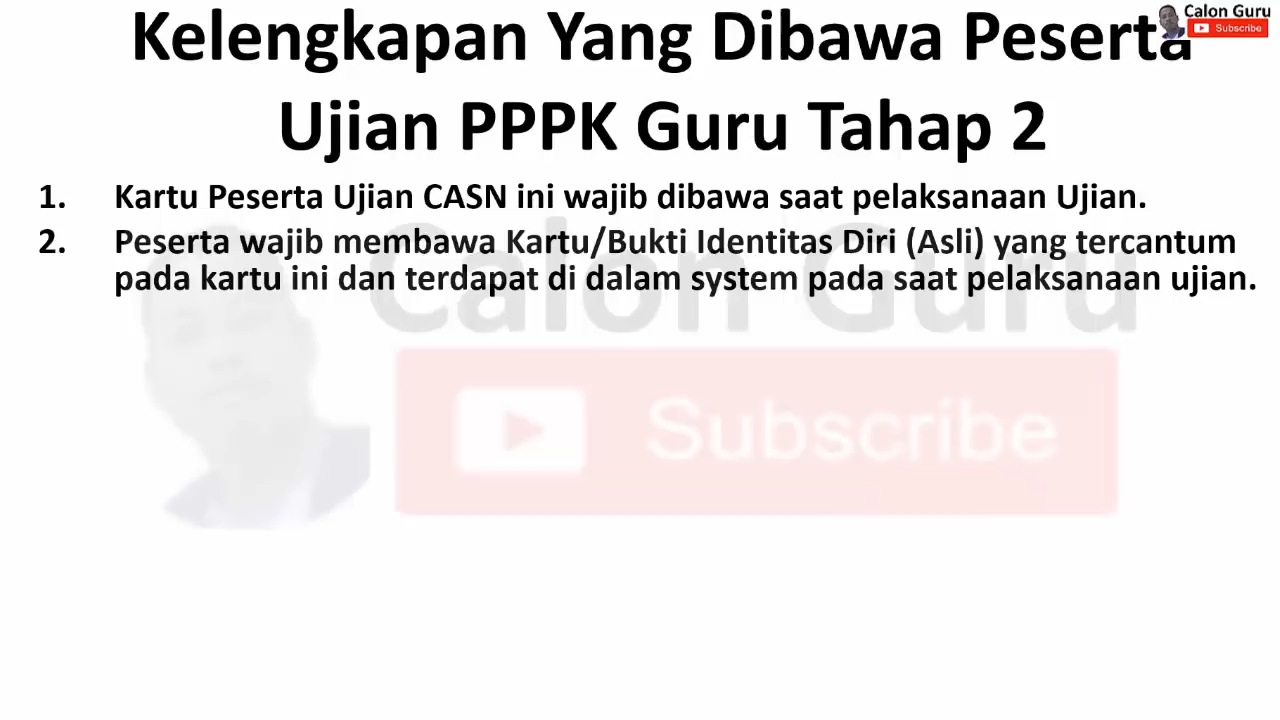 Kelengkapan Yang Dibawa Peserta
Ujian PPPK Guru Tahap 2
Calon Guru
Subscribe
1. Kartu Peserta Ujian CASN ini wajib dibawa saat pelaksanaan Ujian.
2. Peserta wajib membawa Kartu/Bukti Identitas Diri (Asli) yang tercantum
pada kartu ini dan terdapat di dalam system pada saat pelaksanaan ujian.
Calon Guru
Subscribe